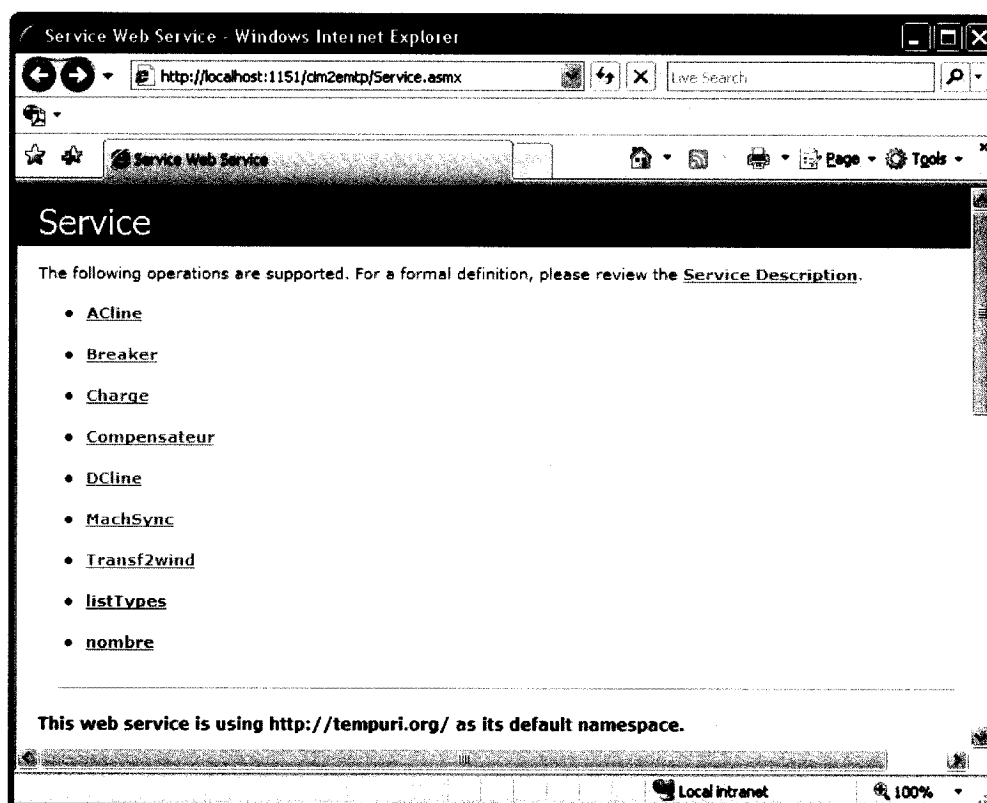 Service Web Service - Windows Internet Explorer
http://localhost:1151/cim2emtp/Service.asmx
Live Search
Service Web Service
Page
Tools
Service
The following operations are supported. For a formal definition, please review the Service Description.
• ACline
• Breaker
• Charge
• Compensateur
• DCline
• MachSync
• Transf2wind
• listTypes
• nombre
This web service is using http://tempuri.org/ as its default namespace.
Local intranet
100%